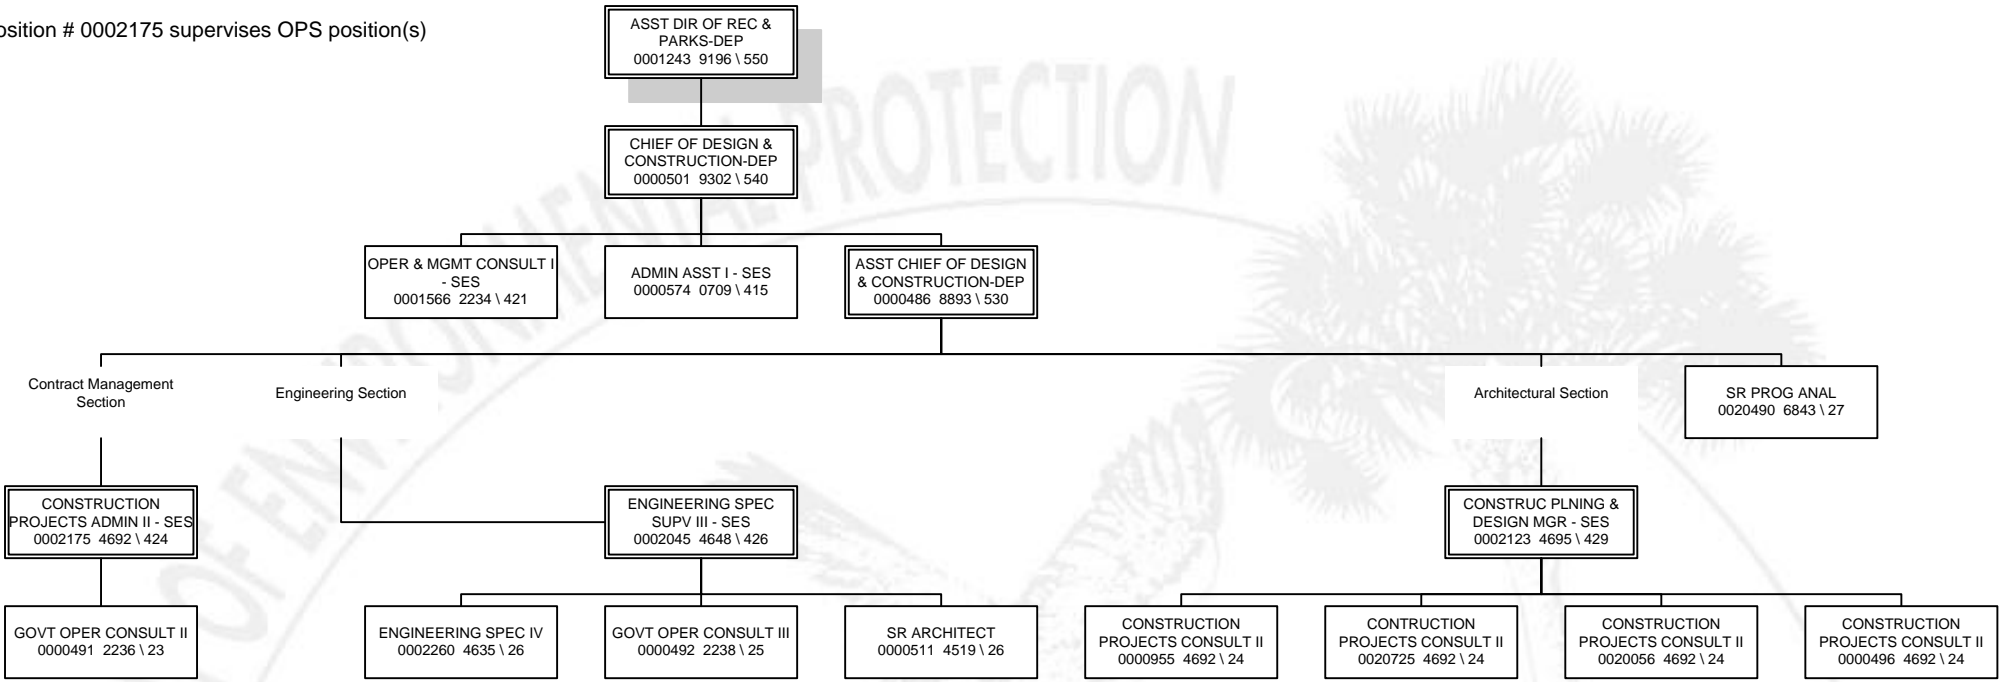 osition # 0002175 supervises OPS position(s)
ASST DIR OF REC &
PARKS-DEP
0001243 9196 \ 550
CHIEF OF DESIGN &
CONSTRUCTION-DEP
0000501 9302 \ 540
OPER & MGMT CONSULT I
- SES
0001566 2234 \ 421
ADMIN ASST I - SES
0000574 0709 \ 415
ASST CHIEF OF DESIGN
& CONSTRUCTION-DEP
0000486 8893 \ 530
Contract Management
Section
Engineering Section
Architectural Section
SR PROG ANAL
0020490 6843 \ 27
CONSTRUCTION
PROJECTS ADMIN II - SES
0002175 4692 \ 424
ENGINEERING SPEC
SUPV III - SES
0002045 4648 \ 426
CONSTRUC PLNING &
DESIGN MGR - SES
0002123 4695 \ 429
GOVT OPER CONSULT II
0000491 2236 \ 23
ENGINEERING SPEC IV
0002260 4635 \ 26
GOVT OPER CONSULT III
0000492 2238 \ 25
SR ARCHITECT
0000511 4519 \ 26
CONSTRUCTION
PROJECTS CONSULT II
0000955 4692 \ 24
CONTRUCTION
PROJECTS CONSULT II
0020725 4692 \ 24
CONSTRUCTION
PROJECTS CONSULT II
0020056 4692 \ 24
CONSTRUCTION
PROJECTS CONSULT II
0000496 4692 \ 24
OF ENVIRONMENTAL PROTECTION